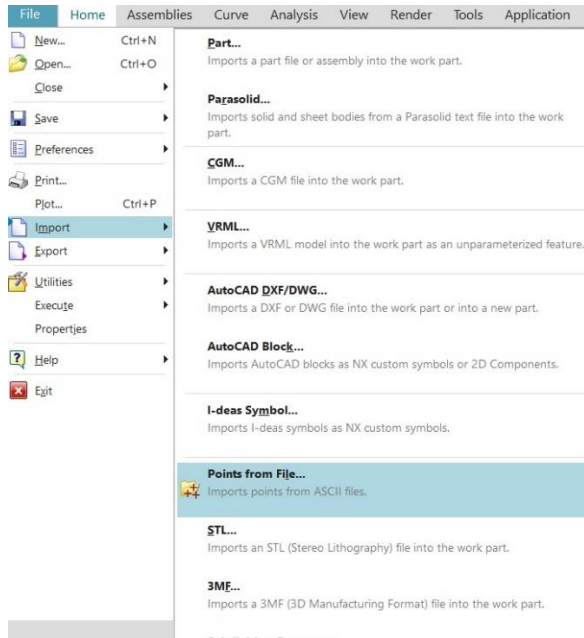 File Home Assemblies Curve Analysis View Render Tools Application
New... Ctrl+N
Open... Ctrl+O
Close
Save
Preferences
Print...
Plot... Ctrl+P
Import
Export
Utilities
Execute
Properties
Help
Exit
Part...
Imports a part file or assembly into the work part.
Parasolid...
Imports solid and sheet bodies from a Parasolid text file into the work
part.
CGM...
Imports a CGM file into the work part.
VRML...
Imports a VRML model into the work part as an unparameterized feature.
AutoCAD DXF/DWG...
Imports a DXF or DWG file into the work part or into a new part.
AutoCAD Block...
Imports AutoCAD blocks as NX custom symbols or 2D Components.
I-deas Symbol...
Imports I-deas symbols as NX custom symbols.
Points from File...
Imports points from ASCII files.
STL...
Imports an STL (Stereo Lithography) file into the work part.
3MF...
Imports a 3MF (3D Manufacturing Format) file into the work part.